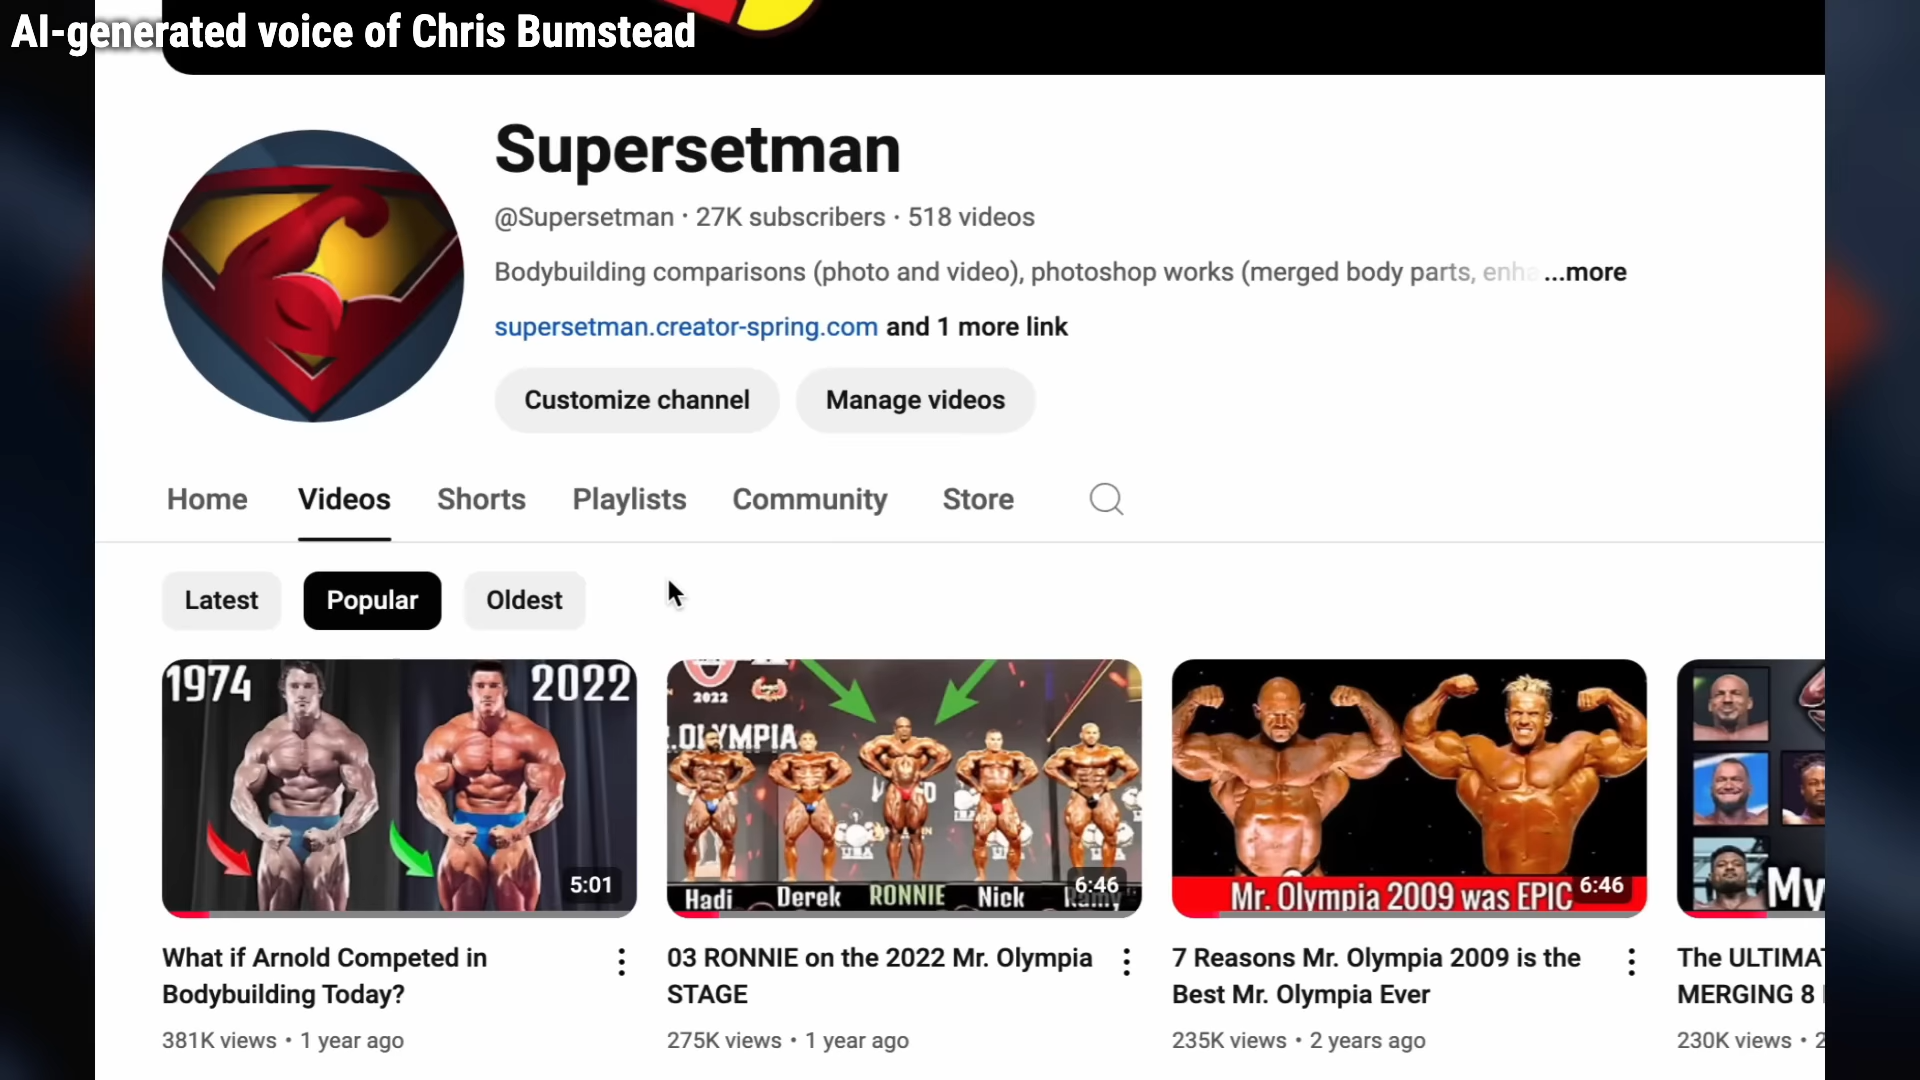 AI-generated voice of Chris Bumstead
Supersetman
@Supersetman · 27K subscribers · 518 videos
Bodybuilding comparisons (photo and video), photoshop works (merged body parts, enha ...more
supersetman.creator-spring.com and 1 more link
Customize channel
Manage videos
Home
Videos
Shorts
Playlists
Community
Store
Latest
Popular
Oldest
1974
2022
5:01
2022
R.OLYMPIA
Hadi
Derek
RONNIE
Nick
Ramy
6:46
Mr. Olympia 2009 was EPIC
6:46
My
What if Arnold Competed in
Bodybuilding Today?
381K views • 1 year ago
03 RONNIE on the 2022 Mr. Olympia
STAGE
275K views • 1 year ago
7 Reasons Mr. Olympia 2009 is the
Best Mr. Olympia Ever
235K views • 2 years ago
The ULTIMAT
MERGING 8
230K views • 2